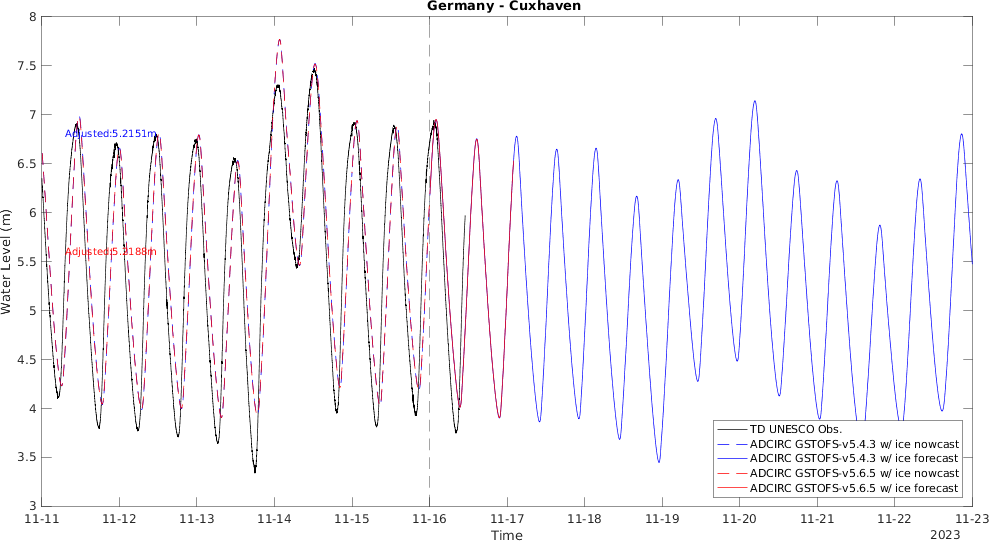 Germany - Cuxhaven
8
7.5
7
6.5
6
5.5
5
4.5
4
3.5
3
Water Level (m)
Adjusted:5.2151m
Adjusted:5.2188m
TD UNESCO Obs.
ADCIRC GSTOFS-v5.4.3 w/ ice nowcast
ADCIRC GSTOFS-v5.4.3 w/ ice forecast
ADCIRC GSTOFS-v5.6.5 w/ ice nowcast
ADCIRC GSTOFS-v5.6.5 w/ ice forecast
11-11 11-12 11-13 11-14 11-15 11-16 11-17 11-18 11-19 11-20 11-21 11-22 11-23
Time
2023